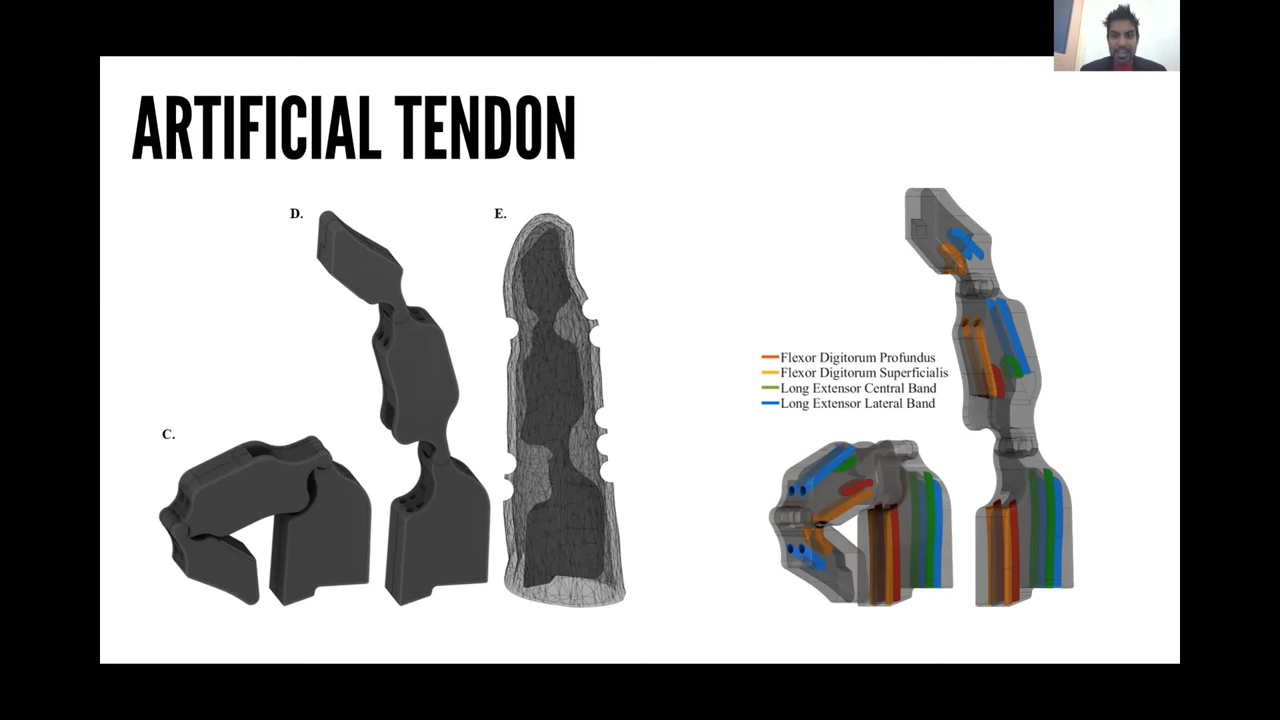 ARTIFICIAL TENDON
D.
E.
C.
Flexor Digitorum Profundus
Flexor Digitorum Superficialis
Long Extensor Central Band
Long Extensor Lateral Band